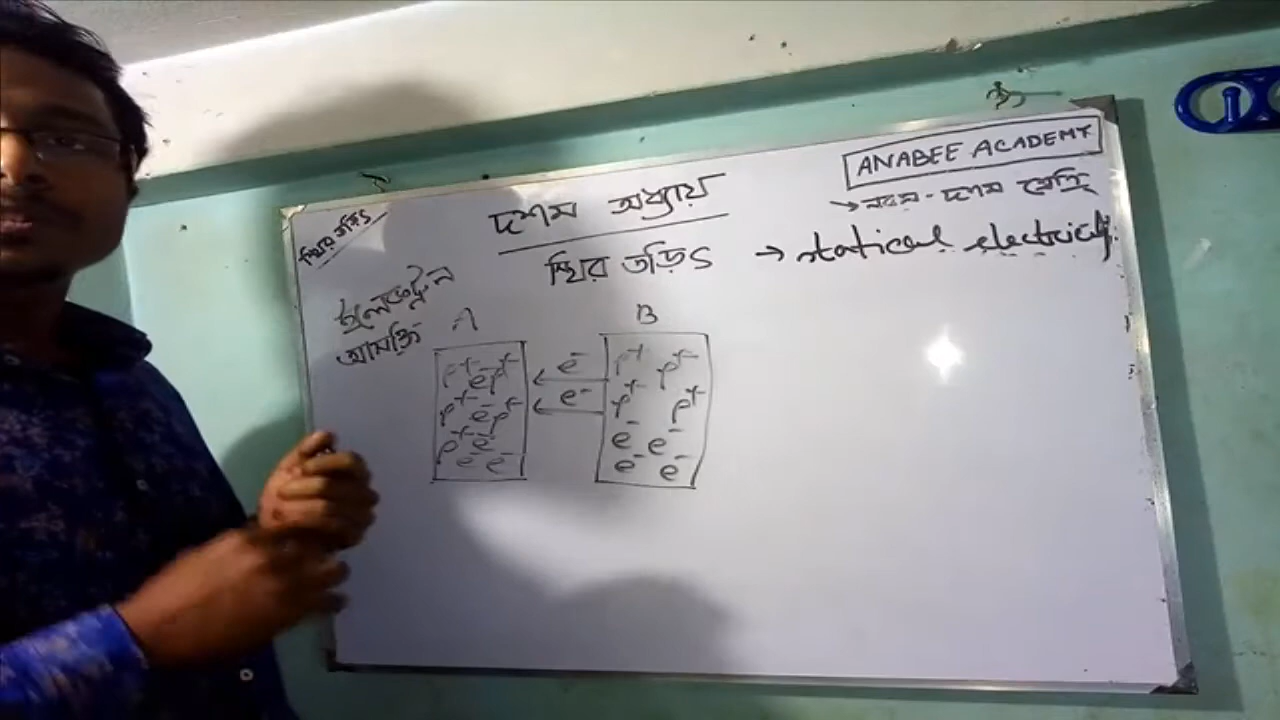 ANABEE ACADEMY
→ নবম-দশম শ্রেণি
স্থির তড়িৎ
দশম অধ্যায়
স্থির তড়িৎ → statical electricity.
ইলেকট্রন
আসক্তি
A B
p+ e- p+
p+ e- p+
p+ e-
e- e-
e-
e-
p+ p+
p+ p+
e- e-
e- e-